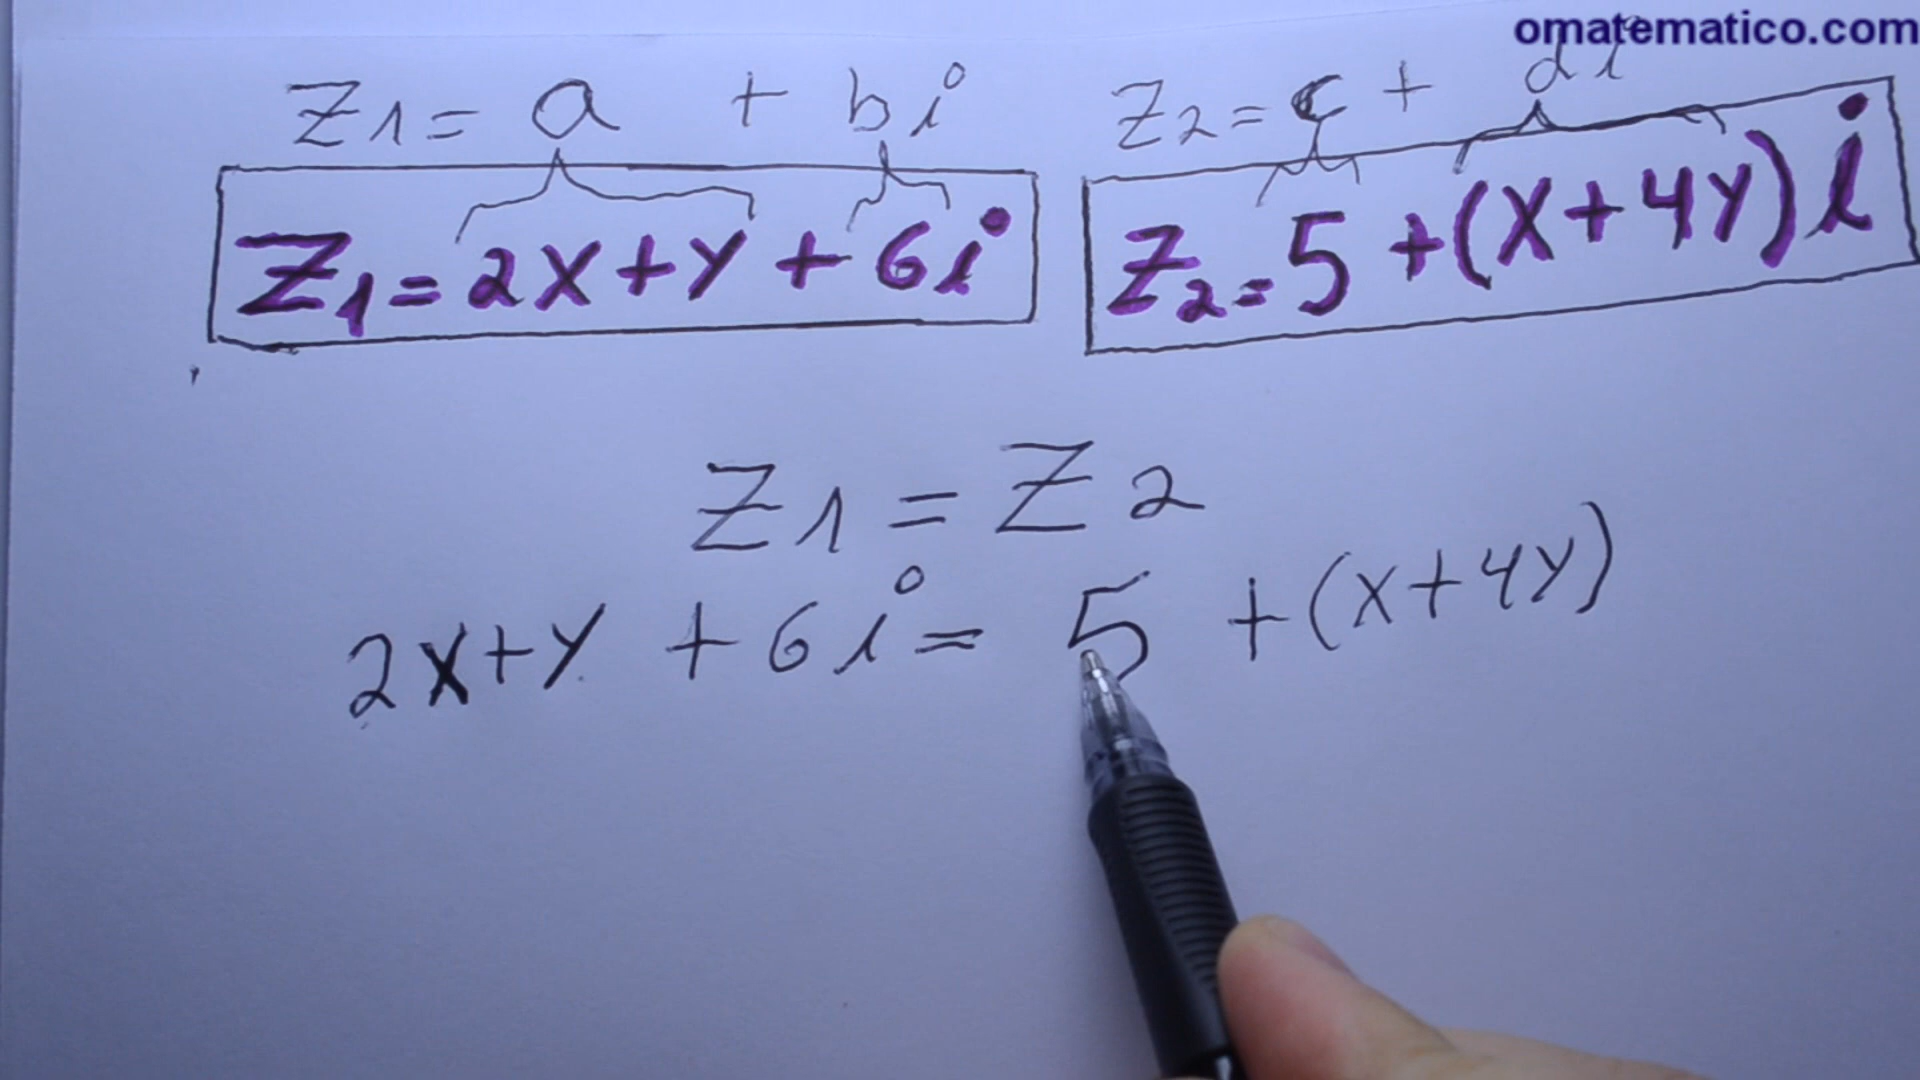 omatematico.com
Z1 = a + bi Z2 = c + di
Z1 = 2x+y + 6i Z2 = 5 + (x+4y)i
Z1 = Z2
2x+y + 6i = 5 + (x+4y)